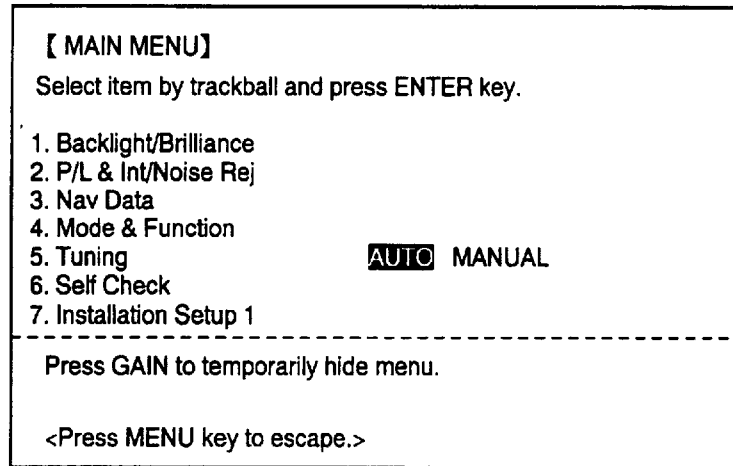 【 MAIN MENU】
Select item by trackball and press ENTER key.
1. Backlight/Brilliance
2. P/L & Int/Noise Rej
3. Nav Data
4. Mode & Function
5. Tuning AUTO MANUAL
6. Self Check
7. Installation Setup 1
Press GAIN to temporarily hide menu.
<Press MENU key to escape.>